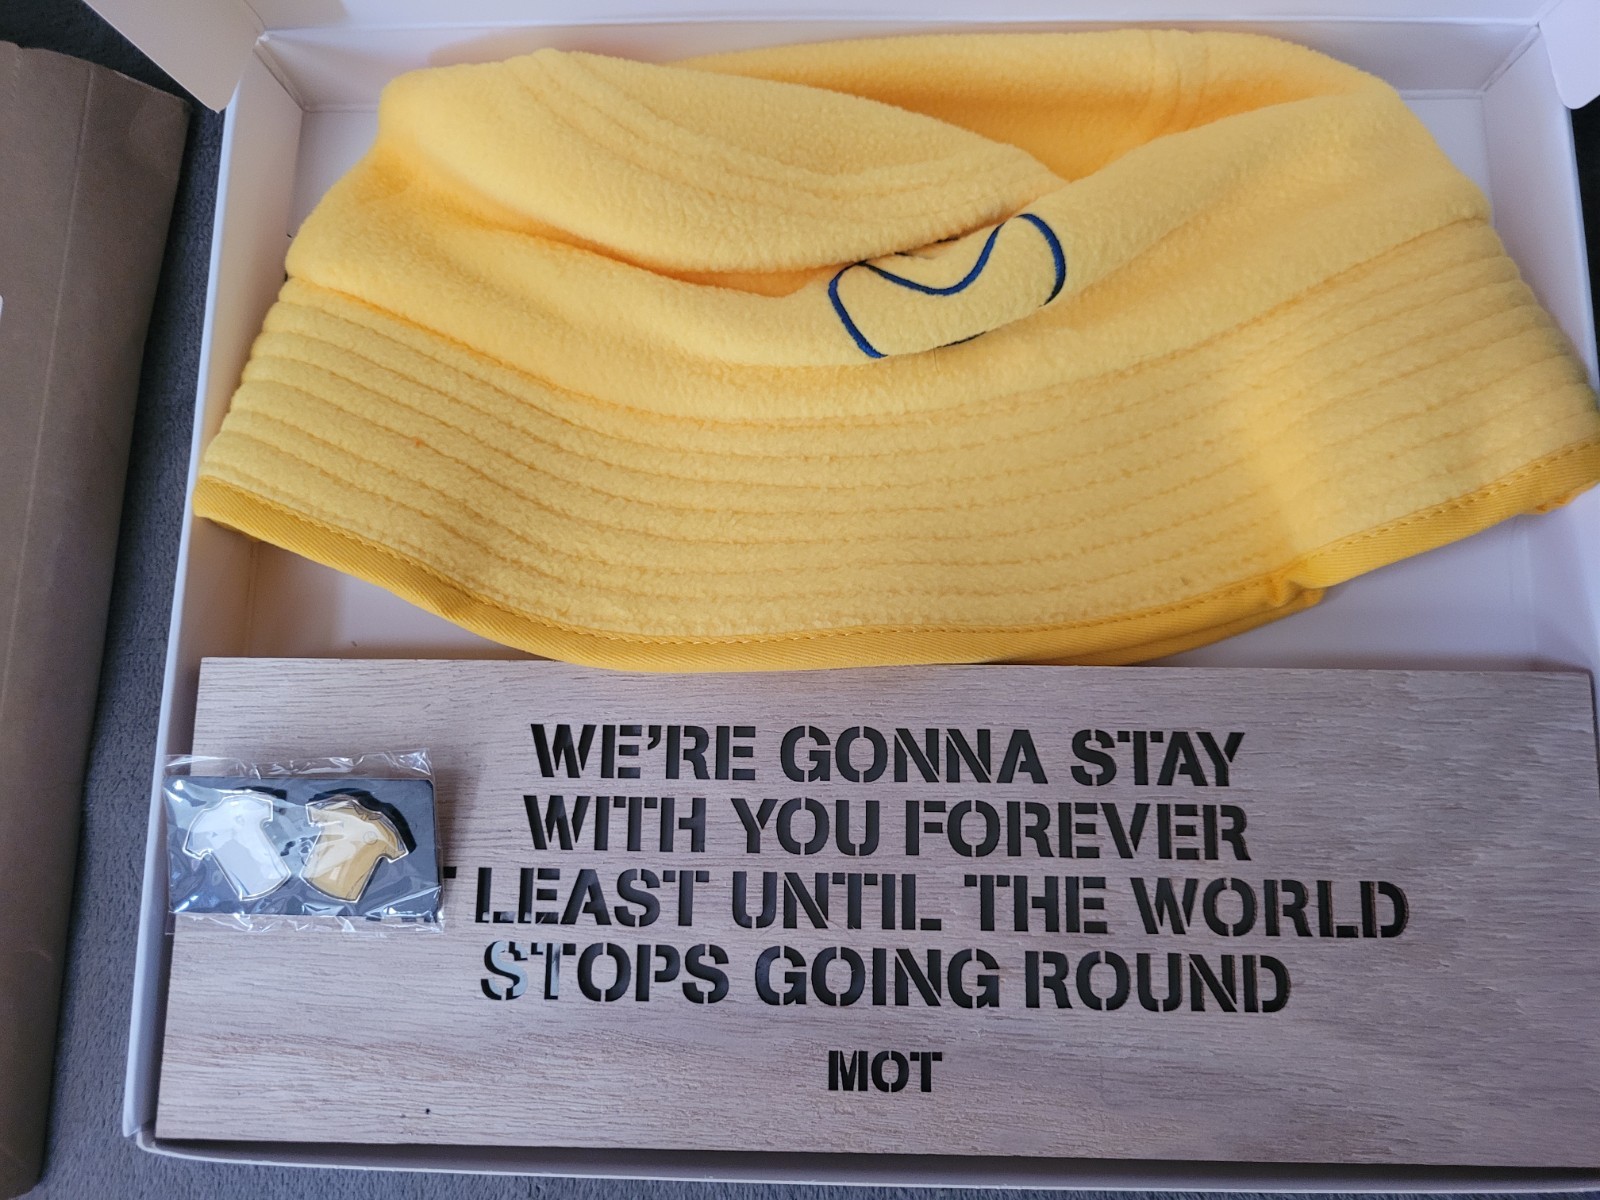 WE'RE GONNA STAY
WITH YOU FOREVER
LEAST UNTIL THE WORLD
STOPS GOING ROUND
MOT